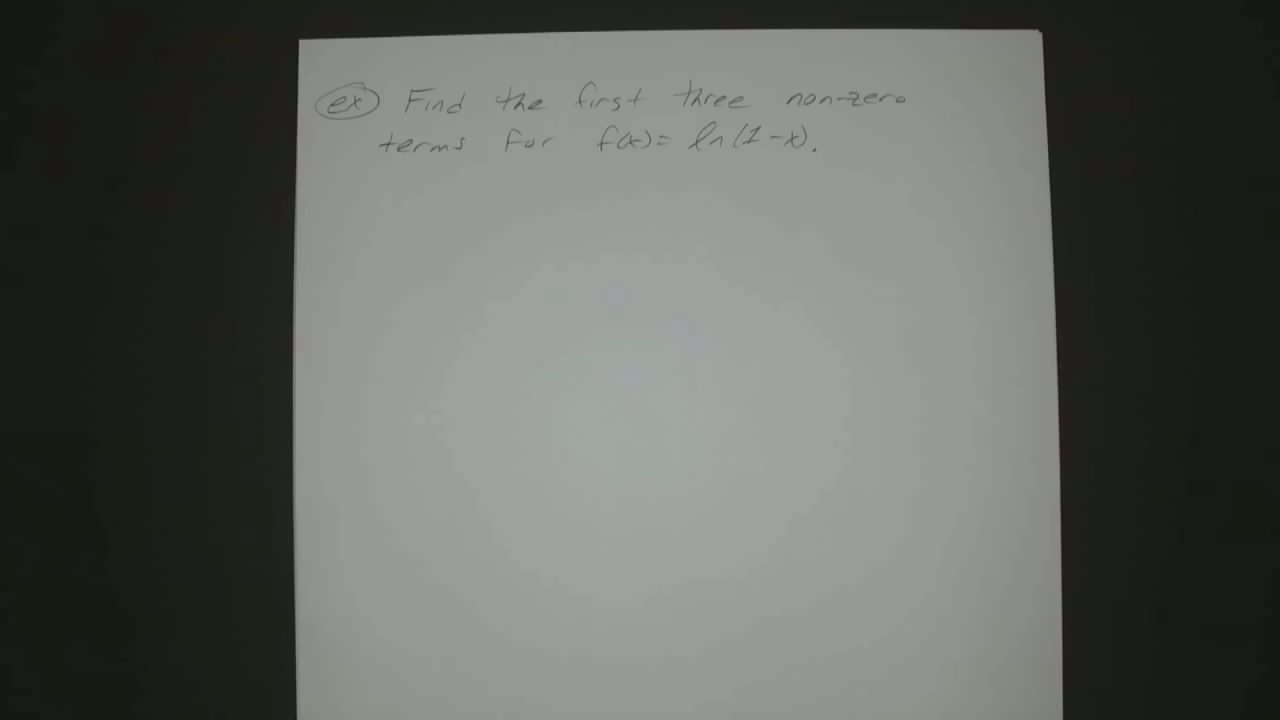 ex Find the first three non-zero
terms for f(x)= ln(1-x).